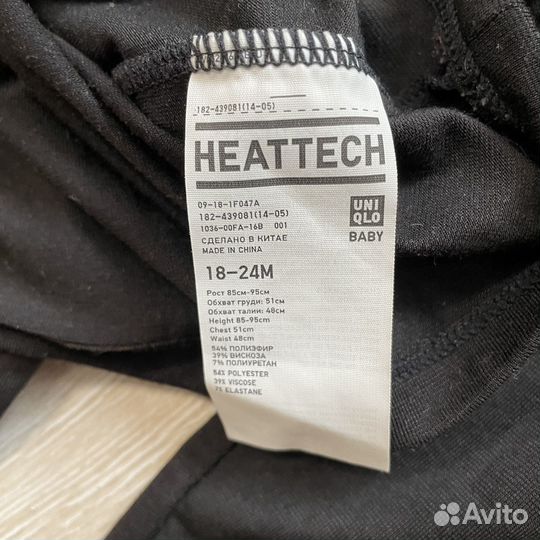 182-439081(14-05)
HEATTECH
09-18-1F047A
182-439081(14-05)
1036-00FA-16B 001
СДЕЛАНО В КИТАЕ
MADE IN CHINA
UNI
QLO
BABY
18-24M
Рост 85см-95см
Обхват груди: 51см
Обхват талии: 48см
Height 85-95cm
Chest 51cm
Waist 48cm
54% ПОЛИЭФИР
39% ВИСКОЗА
7% ПОЛИУРЕТАН
54% POLYESTER
39% VISCOSE
7% ELASTANE
Avito